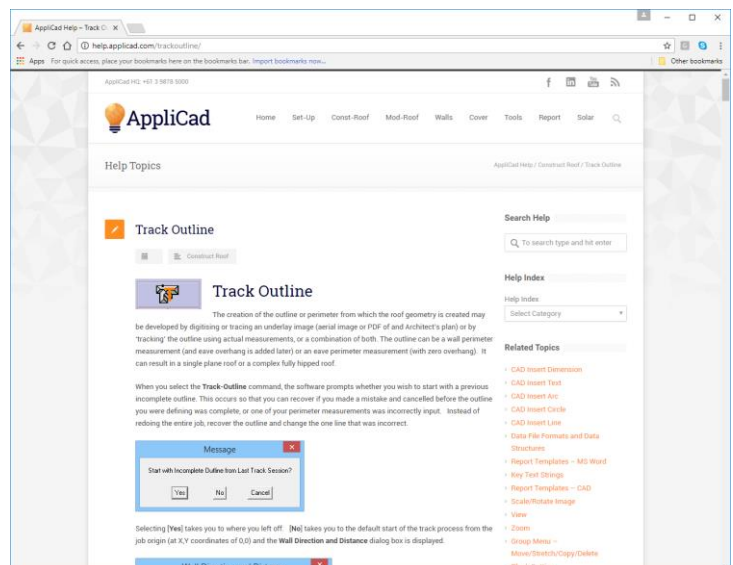 AppliCad Help – Track O
help.applicad.com/trackoutline/
Apps For quick access, place your bookmarks here on the bookmarks bar. Import bookmarks now...
Other bookmarks
AppliCad HQ: +61 3 9876 5000
AppliCad
Home Set-Up Const-Roof Mod-Roof Walls Cover Tools Report Solar
Help Topics
AppliCad Help / Construct Roof / Track Outline
Track Outline
Construct Roof
Track Outline
The creation of the outline or perimeter from which the roof geometry is created may
be developed by digitising or tracing an underlay image (aerial image or PDF of and Architect's plan) or by
'tracking' the outline using actual measurements, or a combination of both. The outline can be a wall perimeter
measurement (and eave overhang is added later) or an eave perimeter measurement (with zero overhang). It
can result in a single plane roof or a complex fully hipped roof.
When you select the Track-Outline command, the software prompts whether you wish to start with a previous
incomplete outline. This occurs so that you can recover if you made a mistake and cancelled before the outline
you were defining was complete, or one of your perimeter measurements was incorrectly input. Instead of
redoing the entire job, recover the outline and change the one line that was incorrect.
Message
Start with Incomplete Outline from Last Track Session?
Yes No Cancel
Selecting [Yes] takes you to where you left off. [No] takes you to the default start of the track process from the
job origin (at X,Y coordinates of 0,0) and the Wall Direction and Distance dialog box is displayed.
Search Help
To search type and hit enter
Help Index
Help Index
Select Category
Related Topics
CAD Insert Dimension
CAD Insert Text
CAD Insert Arc
CAD Insert Circle
CAD Insert Line
Data File Formats and Data
Structures
Report Templates – MS Word
Key Text Strings
Report Templates – CAD
Scale/Rotate Image
View
Zoom
Group Menu –
Move/Stretch/Copy/Delete